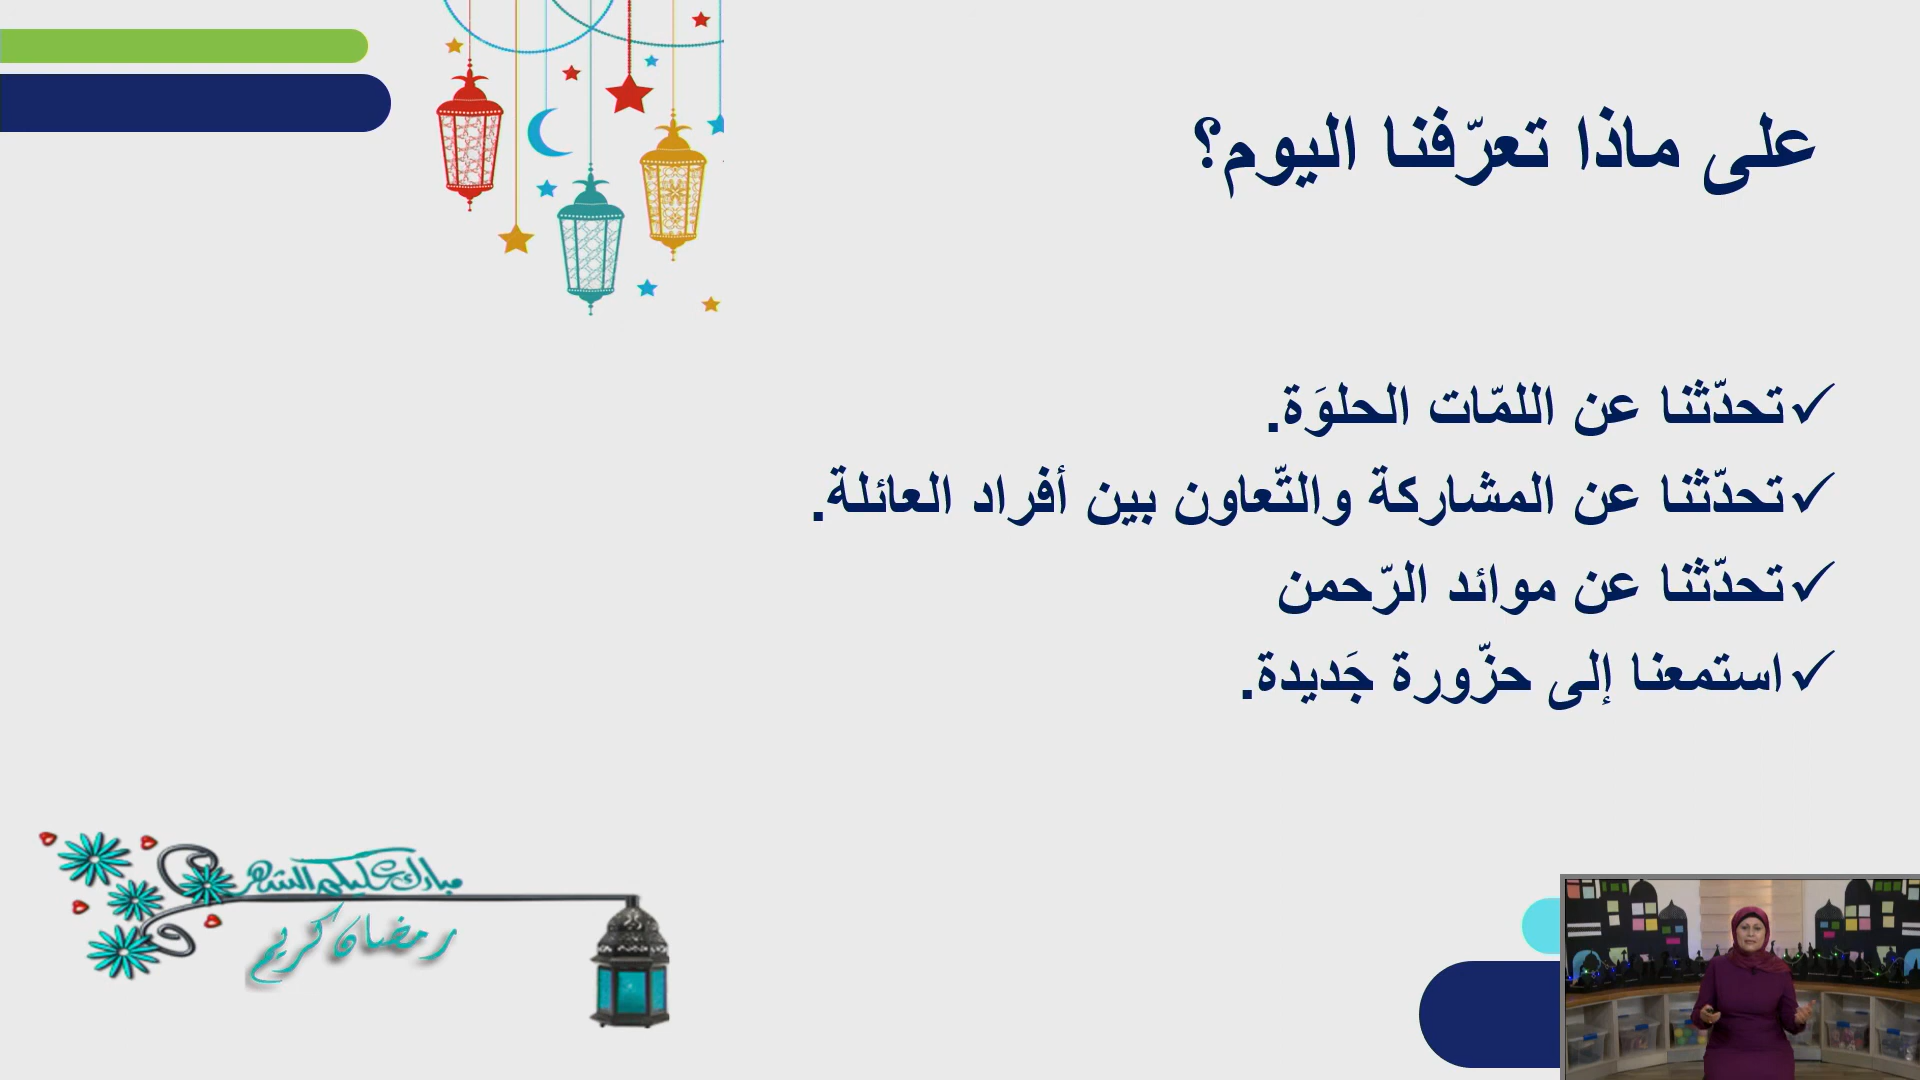 على ماذا تعرّفنا اليوم؟
✓تحدّثنا عن اللمّات الحلوَة.
✓تحدّثنا عن المشاركة والتّعاون بين أفراد العائلة.
✓تحدّثنا عن موائد الرّحمن
✓استمعنا إلى حزّورة جَديدة.
مبارك عليكم الشهر
رمضان كريم